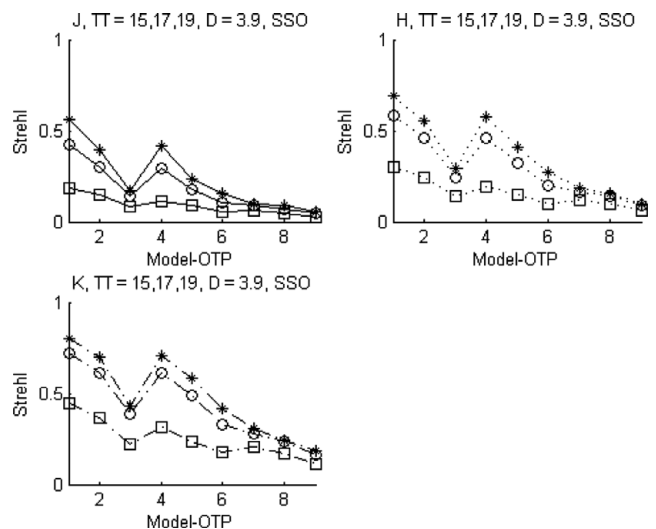 J, TT = 15,17,19, D = 3.9, SSO
1
0.5
0
Strehl
2 4 6 8
Model-OTP
H, TT = 15,17,19, D = 3.9, SSO
1
0.5
0
Strehl
2 4 6 8
Model-OTP
K, TT = 15,17,19, D = 3.9, SSO
1
0.5
0
Strehl
2 4 6 8
Model-OTP